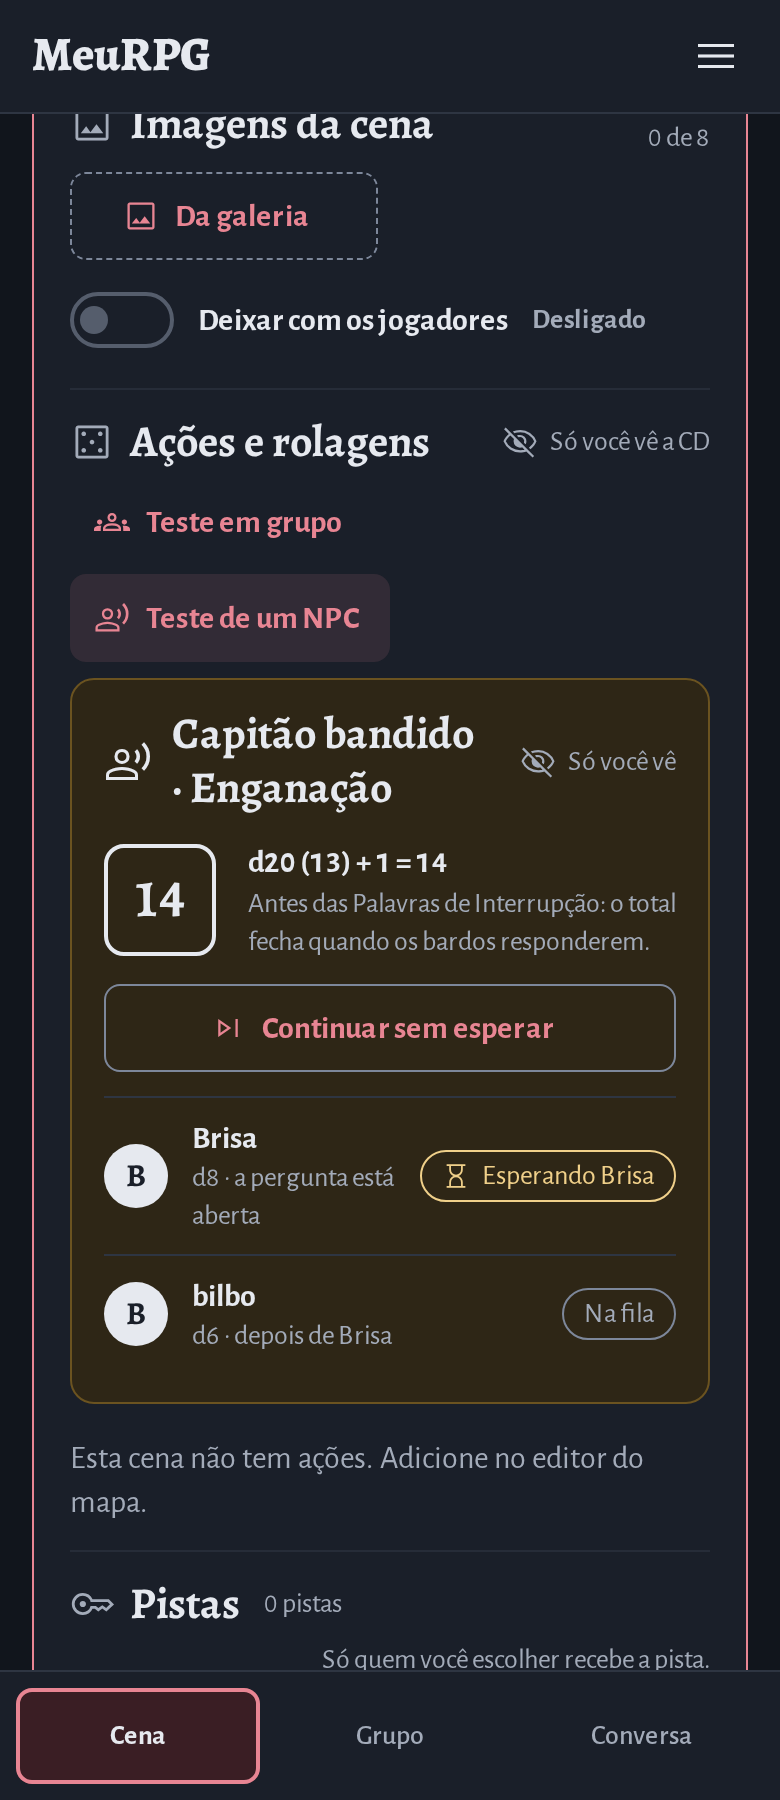 MeuRPG
Imagens da cena
0 de 8
Da galeria
Deixar com os jogadores Desligado
Ações e rolagens
Só você vê a CD
Teste em grupo
Teste de um NPC
Capitão bandido
· Enganação
Só você vê
14
d20 (13) + 1 = 14
Antes das Palavras de Interrupção: o total
fecha quando os bardos responderem.
Continuar sem esperar
B
Brisa
d8 · a pergunta está
aberta
Esperando Brisa
B
bilbo
d6 · depois de Brisa
Na fila
Esta cena não tem ações. Adicione no editor do
mapa.
Pistas
0 pistas
Só quem você escolher recebe a pista.
Cena
Grupo
Conversa